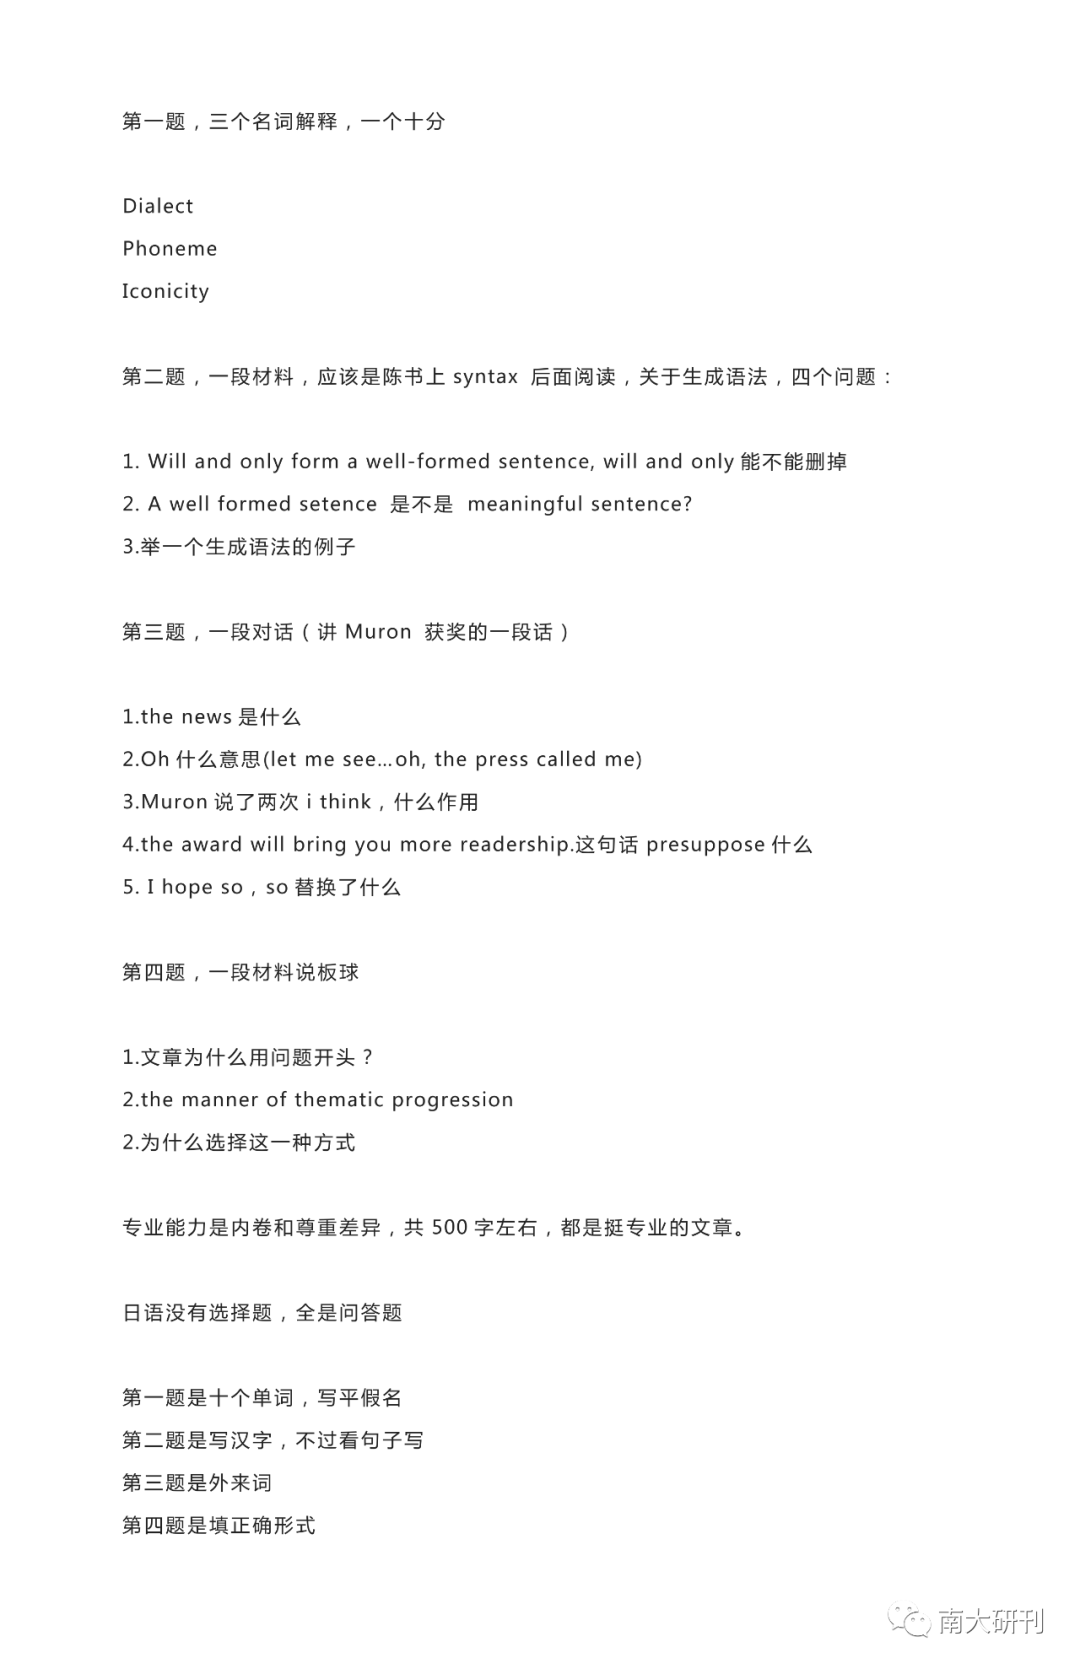 第一题，三个名词解释，一个十分
Dialect
Phoneme
Iconicity
第二题，一段材料，应该是陈书上 syntax 后面阅读，关于生成语法，四个问题：
1. Will and only form a well-formed sentence, will and only 能不能删掉
2. A well formed setence 是不是 meaningful sentence?
3.举一个生成语法的例子
第三题，一段对话（讲 Muron 获奖的一段话）
1.the news 是什么
2.Oh 什么意思(let me see…oh, the press called me)
3.Muron 说了两次 i think，什么作用
4.the award will bring you more readership.这句话 presuppose 什么
5. I hope so，so 替换了什么
第四题，一段材料说板球
1.文章为什么用问题开头？
2.the manner of thematic progression
2.为什么选择这一种方式
专业能力是内卷和尊重差异，共 500 字左右，都是挺专业的文章。
日语没有选择题，全是问答题
第一题是十个单词，写平假名
第二题是写汉字，不过看句子写
第三题是外来词
第四题是填正确形式
南大研刊